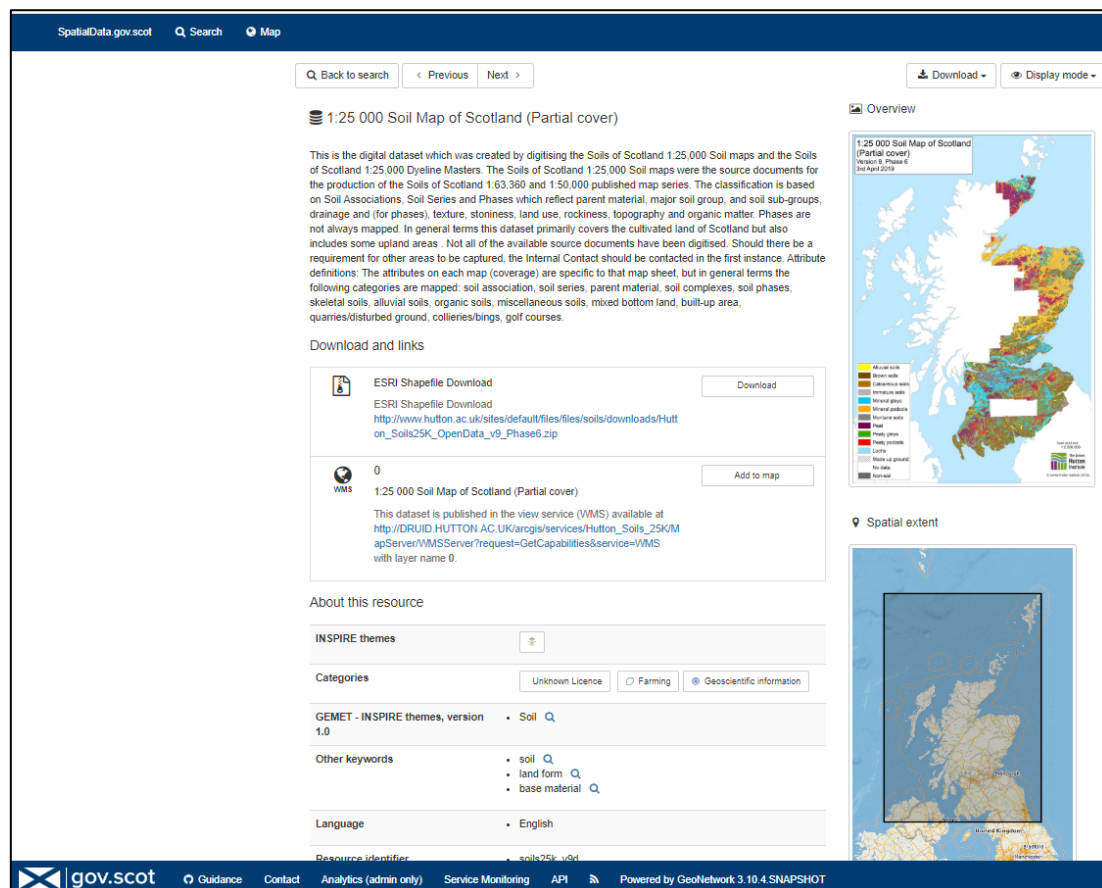 SpatialData.gov.scot Search Map
Back to search < Previous Next > Download Display mode
1:25 000 Soil Map of Scotland (Partial cover)
This is the digital dataset which was created by digitising the Soils of Scotland 1:25,000 Soil maps and the Soils
of Scotland 1:25,000 Dyeline Masters. The Soils of Scotland 1:25,000 Soil maps were the source documents for
the production of the Soils of Scotland 1:63,360 and 1:50,000 published map series. The classification is based
on Soil Associations, Soil Series and Phases which reflect parent material, major soil group, and soil sub-groups,
drainage and (for phases), texture, stoniness, land use, rockiness, topography and organic matter. Phases are
not always mapped. In general terms this dataset primarily covers the cultivated land of Scotland but also
includes some upland areas . Not all of the available source documents have been digitised. Should there be a
requirement for other areas to be captured, the Internal Contact should be contacted in the first instance. Attribute
definitions: The attributes on each map (coverage) are specific to that map sheet, but in general terms the
following categories are mapped: soil association, soil series, parent material, soil complexes, soil phases,
skeletal soils, alluvial soils, organic soils, miscellaneous soils, mixed bottom land, built-up area,
quarries/disturbed ground, collieries/bings, golf courses.
Download and links
ESRI Shapefile Download Download
ESRI Shapefile Download
http://www.hutton.ac.uk/sites/default/files/files/soils/downloads/Hutt
on_Soils25K_OpenData_v9_Phase6.zip
WMS
0 Add to map
1:25 000 Soil Map of Scotland (Partial cover)
This dataset is published in the view service (WMS) available at
http://DRUID.HUTTON.AC.UK/arcgis/services/Hutton_Soils_25K/M
apServer/WMSServer?request=GetCapabilities&service=WMS
with layer name 0.
About this resource
INSPIRE themes
Categories Unknown Licence Farming Geoscientific information
GEMET - INSPIRE themes, version
1.0
• Soil
Other keywords
• soil
• land form
• base material
Language • English
Resource identifier • soils25k_v9d
Overview
1:25 000 Soil Map of Scotland
(Partial cover)
Version 9, Phase 6
3rd April 2019
Alluvial soils
Brown soils
Calcareous soils
Immature soils
Mineral gleys
Mineral podzols
Montane soils
Peat
Peaty gleys
Peaty podzols
Lochs
Made up ground
No data
Non-soil
The James
Hutton
Institute
Spatial extent
Edinburgh
United Kingdom
Bradford
Manchester
gov.scot Guidance Contact Analytics (admin only) Service Monitoring API Powered by GeoNetwork 3.10.4.SNAPSHOT